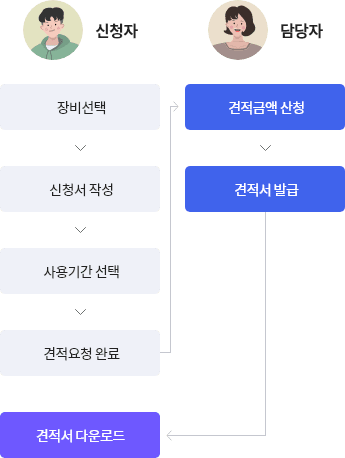 신청자
담당자
장비선택
신청서 작성
사용기간 선택
견적요청 완료
견적금액 산청
견적서 발급
견적서 다운로드